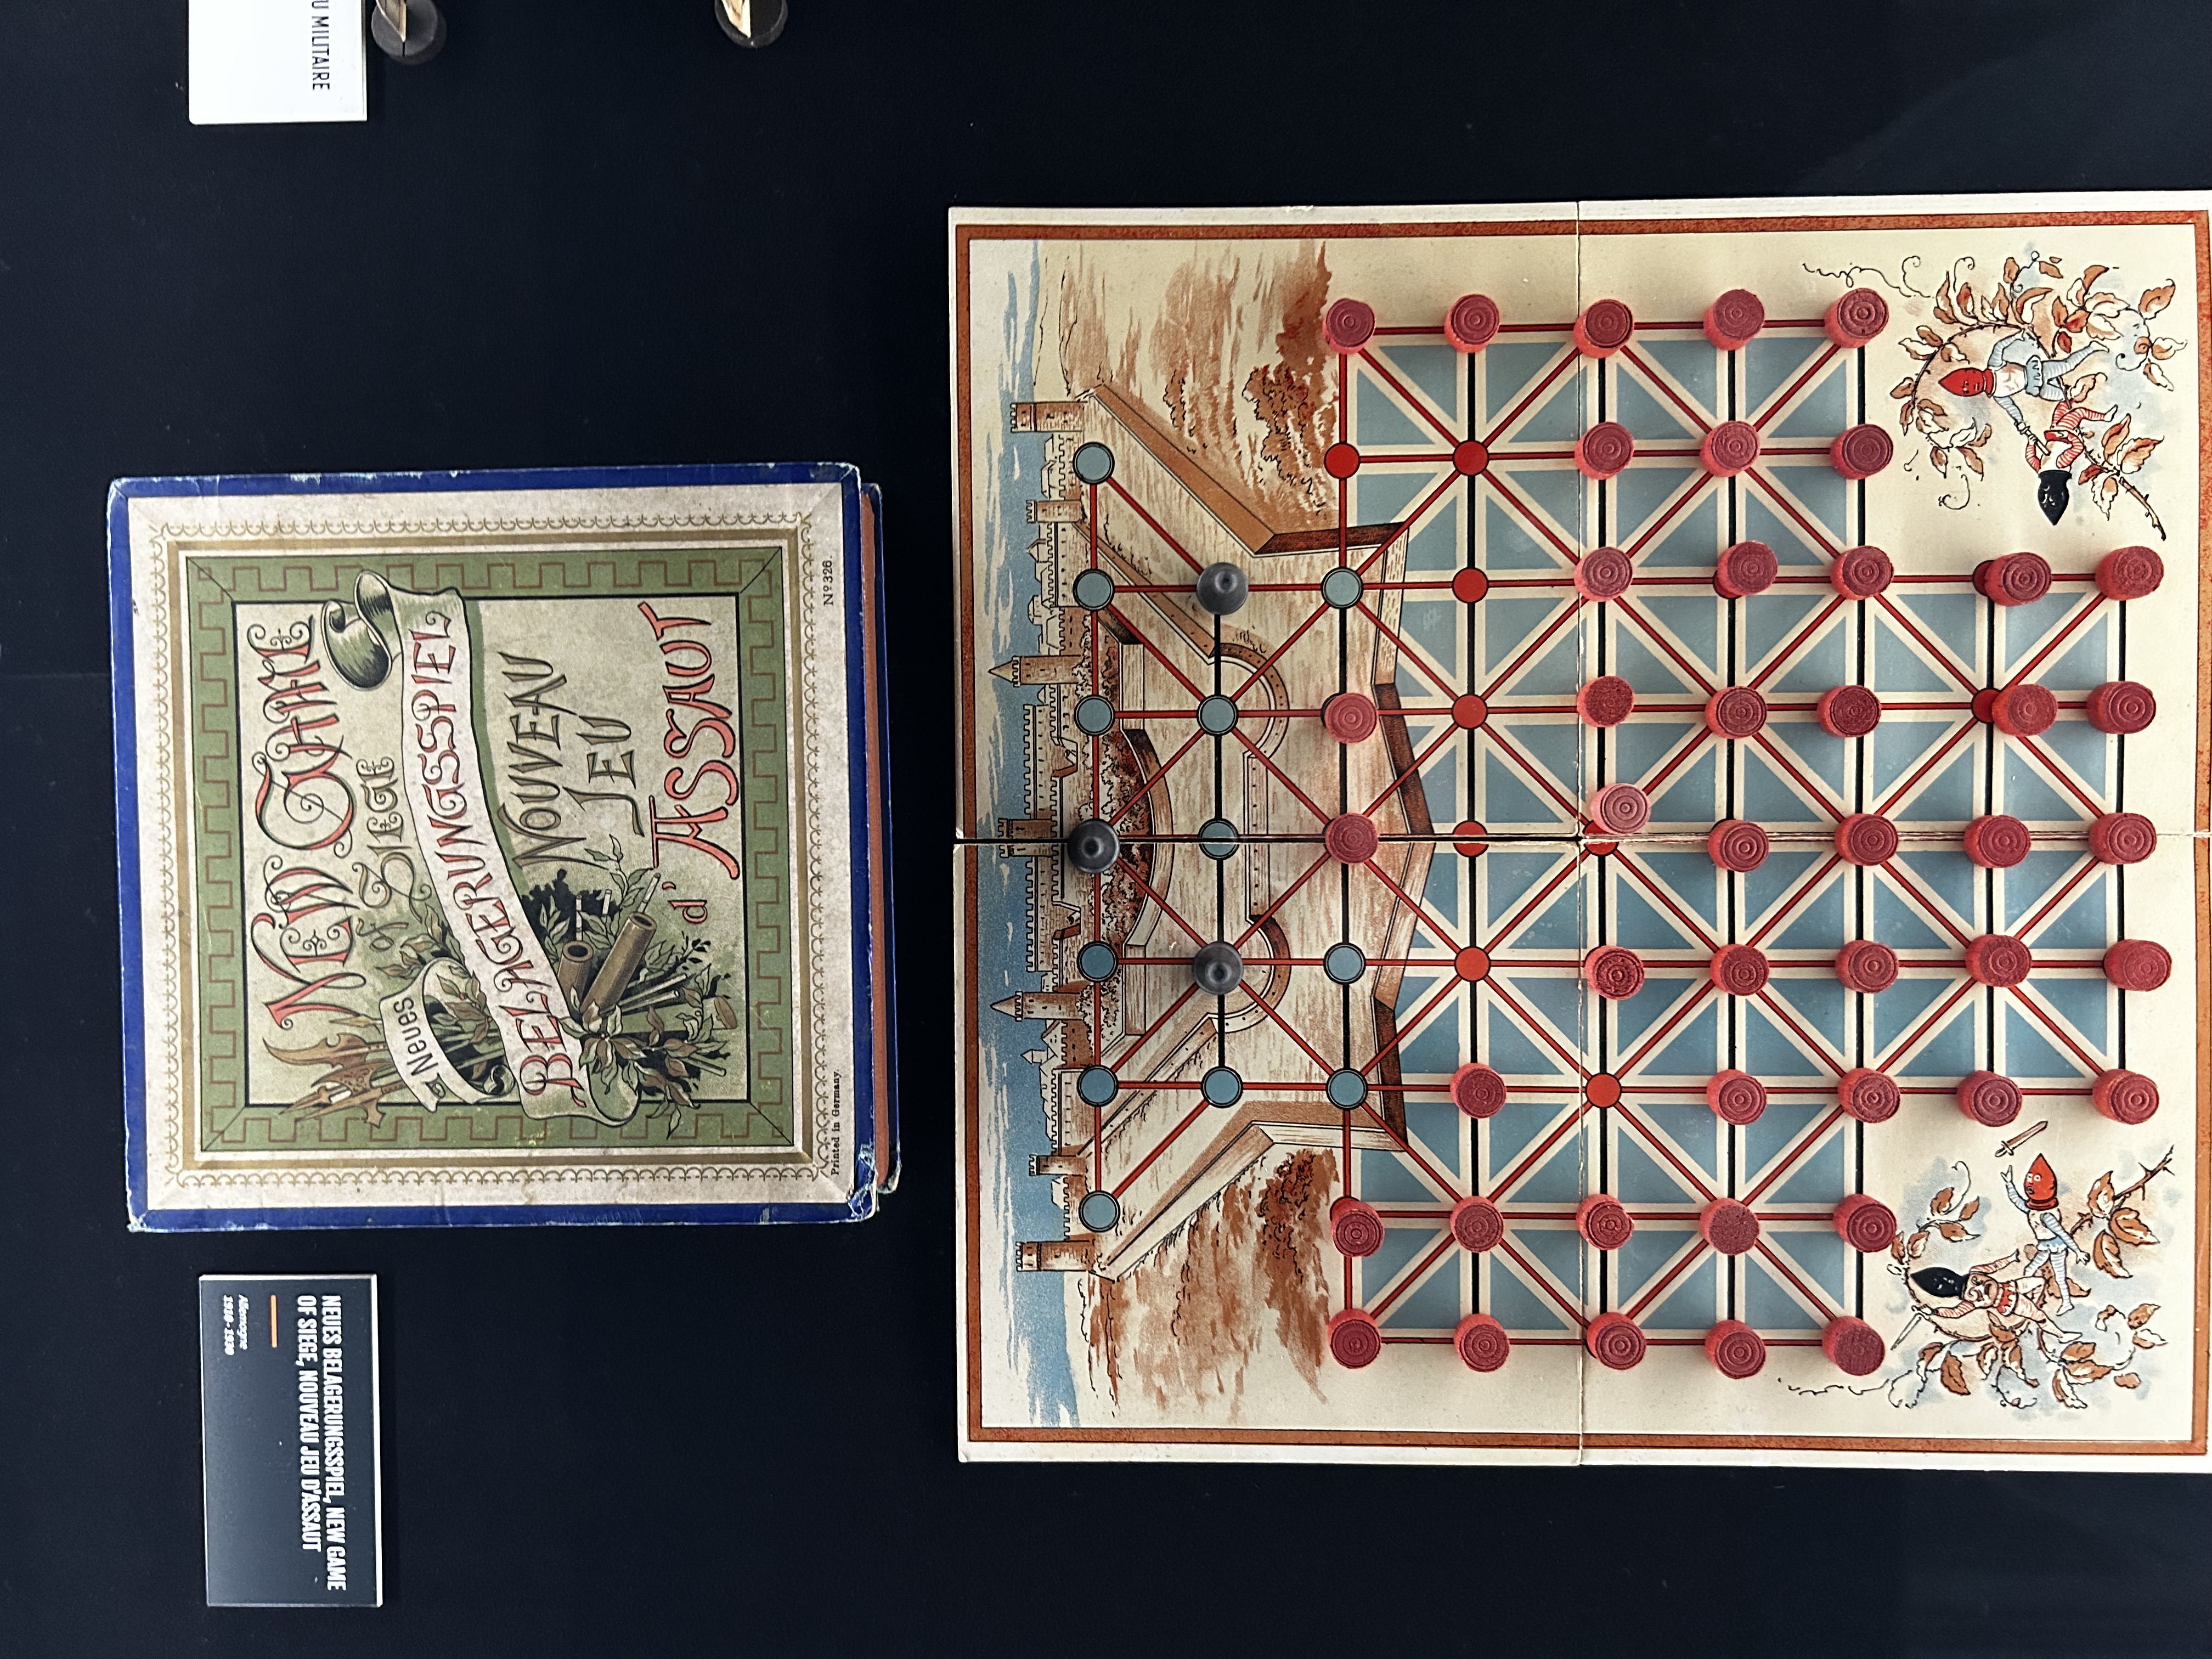 NEUES BELAGERUNGSSPIEL, NEW GAME
OF SIEGE, NOUVEAU JEU D'ASSAUT
Allemagne
1910-1930
U MILITAIRE
NEW GAME
of SIEGE
Neues
BELAGERUNGSSPIEL
NOUVEAU
JEU
d'ASSAUT
Printed in Germany.
Nº 326.